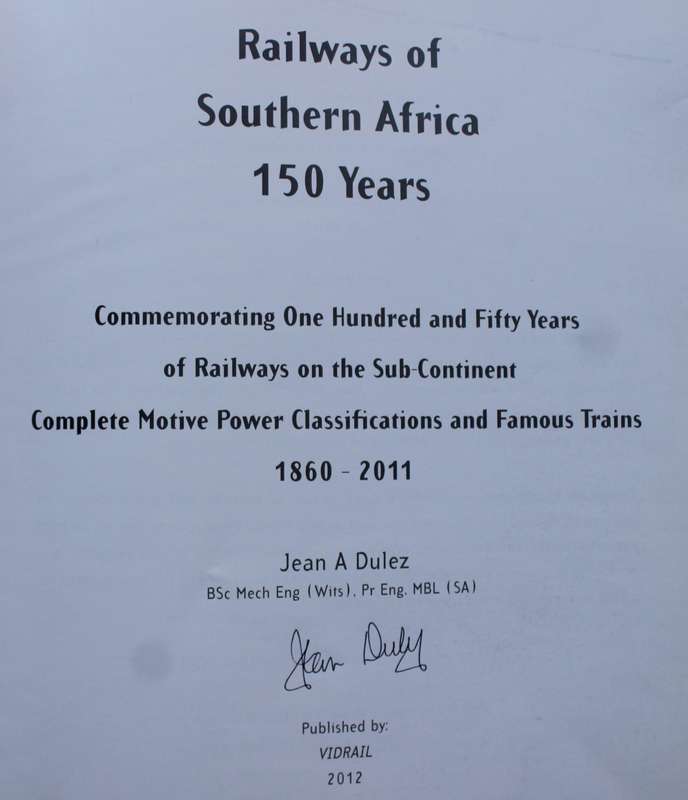 Railways of
Southern Africa
150 Years
Commemorating One Hundred and Fifty Years
of Railways on the Sub-Continent
Complete Motive Power Classifications and Famous Trains
1860 - 2011
Jean A Dulez
BSc Mech Eng (Wits), Pr Eng, MBL (SA)
Jean Dulez
Published by:
VIDRAIL
2012